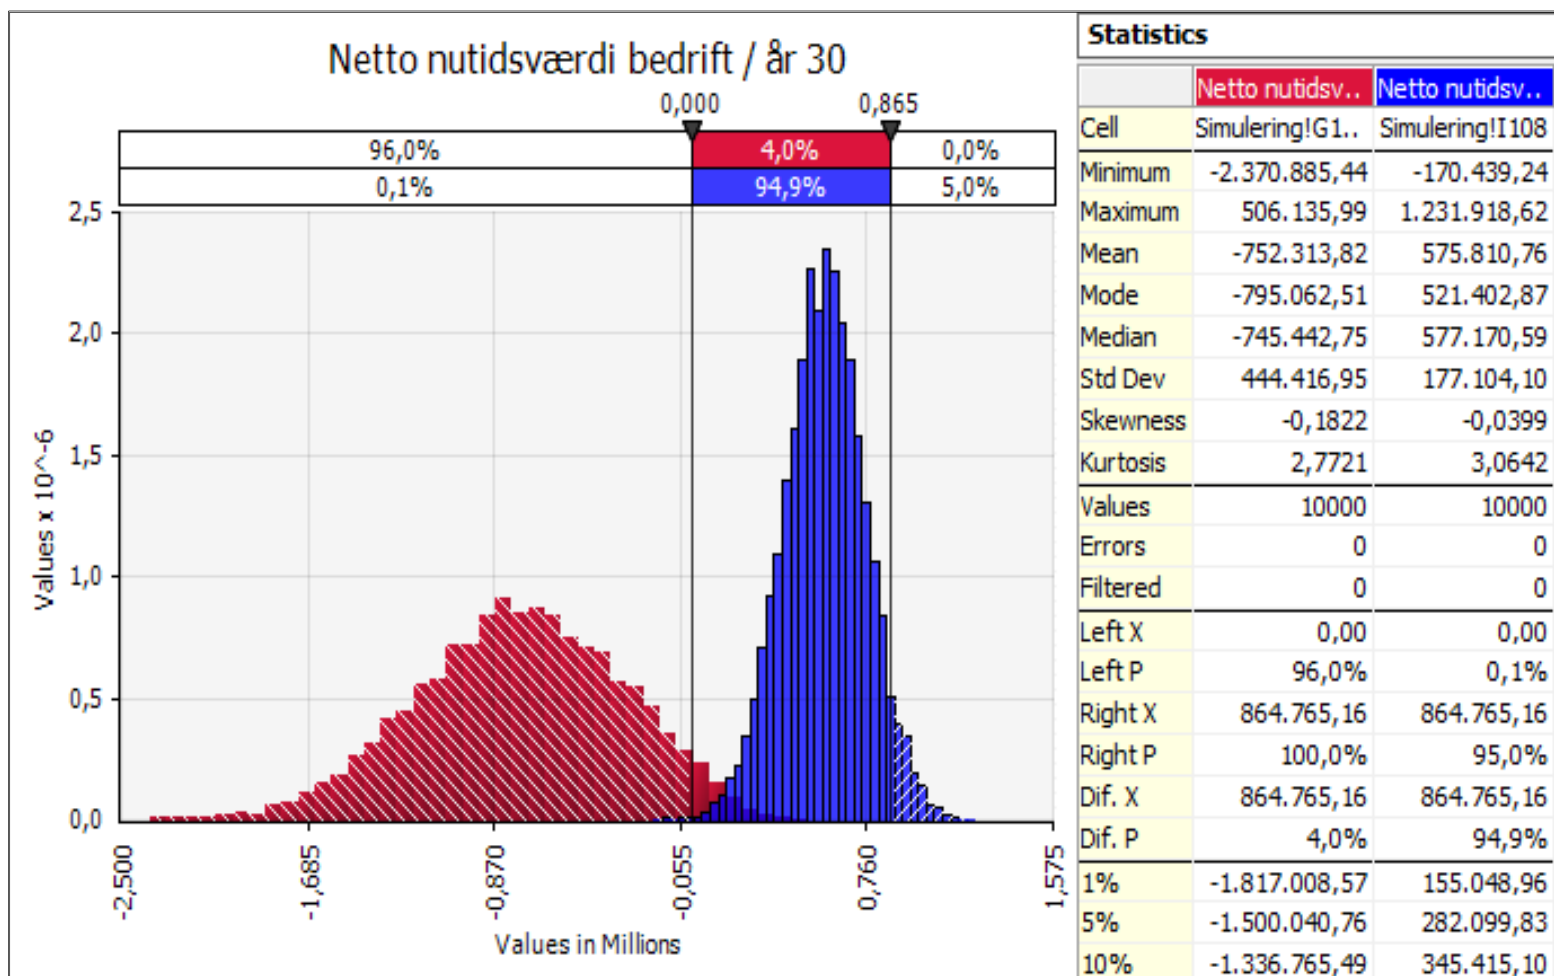 Netto nutidsværdi bedrift / år 30
0,000 0,865
96,0% 4,0% 0,0%
0,1% 94,9% 5,0%
2,5
2,0
1,5
1,0
0,5
0,0
Values x 10^-6
-2,500 -1,685 -0,870 -0,055 0,760 1,575
Values in Millions
Statistics
Netto nutidsv.. Netto nutidsv..
Cell Simulering!G1.. Simulering!I108
Minimum -2.370.885,44 -170.439,24
Maximum 506.135,99 1.231.918,62
Mean -752.313,82 575.810,76
Mode -795.062,51 521.402,87
Median -745.442,75 577.170,59
Std Dev 444.416,95 177.104,10
Skewness -0,1822 -0,0399
Kurtosis 2,7721 3,0642
Values 10000 10000
Errors 0 0
Filtered 0 0
Left X 0,00 0,00
Left P 96,0% 0,1%
Right X 864.765,16 864.765,16
Right P 100,0% 95,0%
Dif. X 864.765,16 864.765,16
Dif. P 4,0% 94,9%
1% -1.817.008,57 155.048,96
5% -1.500.040,76 282.099,83
10% -1.336.765,49 345.415,10